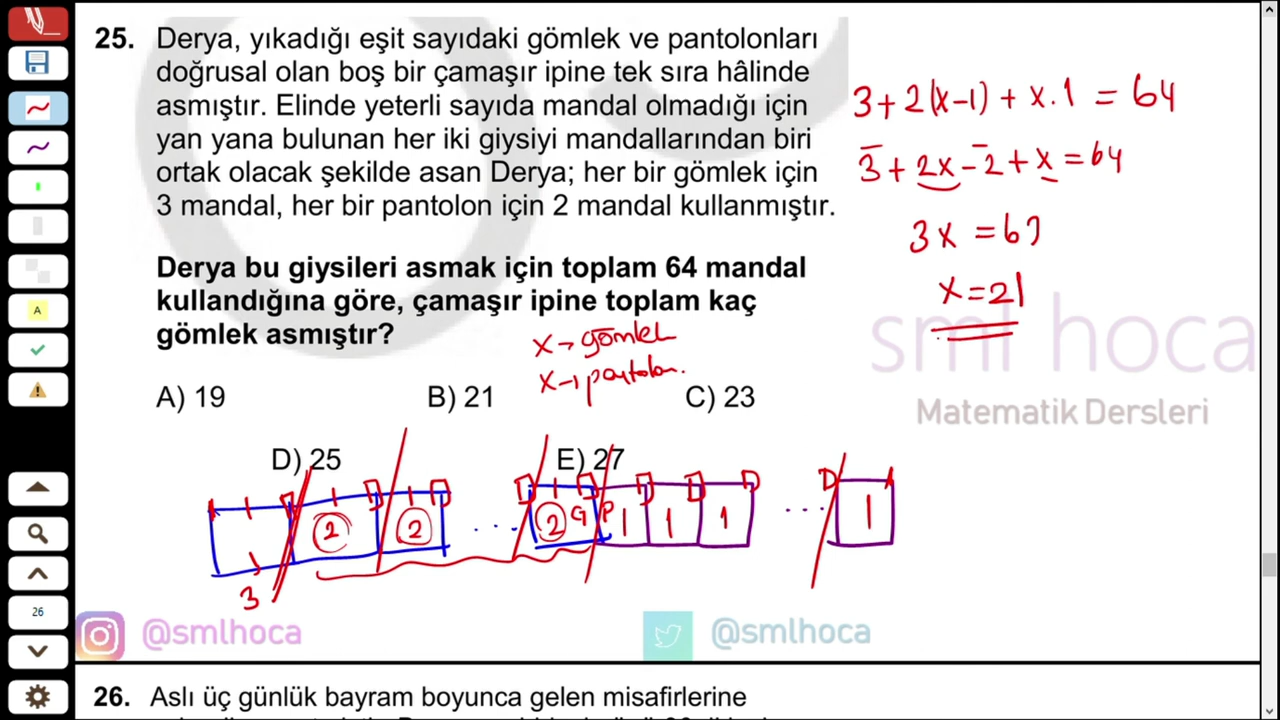 25. Derya, yıkadığı eşit sayıdaki gömlek ve pantolonları
doğrusal olan boş bir çamaşır ipine tek sıra hâlinde
asmıştır. Elinde yeterli sayıda mandal olmadığı için
yan yana bulunan her iki giysiyi mandallarından biri
ortak olacak şekilde asan Derya; her bir gömlek için
3 mandal, her bir pantolon için 2 mandal kullanmıştır.
Derya bu giysileri asmak için toplam 64 mandal
kullandığına göre, çamaşır ipine toplam kaç
gömlek asmıştır?
x→ gömlek
x→ pantolon.
A) 19 B) 21 C) 23
D) 25 E) 27
3+2(x-1) + x.1 = 64
3+2x-2+x=64
3x = 63
x=21
sml hoca
Matematik Dersleri
2 2 ... 2 G P 1 1 1 ... 1
3
@smlhoca @smlhoca
26. Aslı üç günlük bayram boyunca gelen misafirlerine
A
26